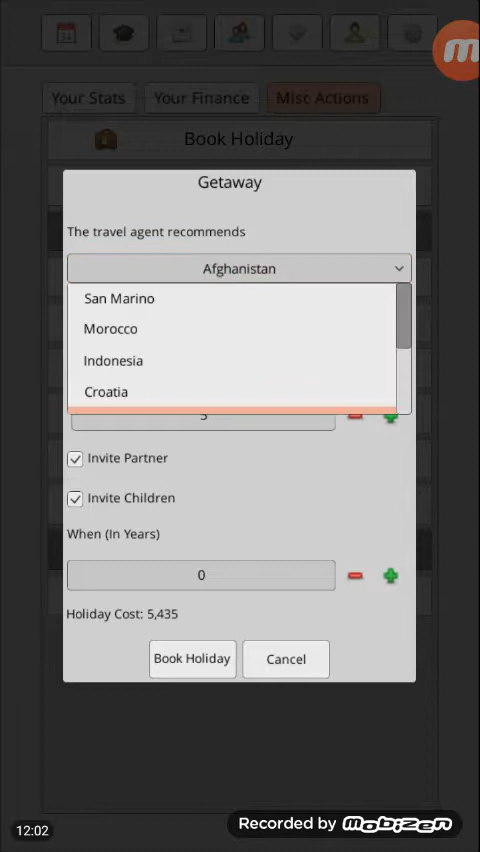 Your Stats
Your Finance
Misc Actions
Book Holiday
Getaway
The travel agent recommends
Afghanistan
San Marino
Morocco
Indonesia
Croatia
5
Invite Partner
Invite Children
When (In Years)
0
Holiday Cost: 5,435
Book Holiday
Cancel
12:02
Recorded by mobizen